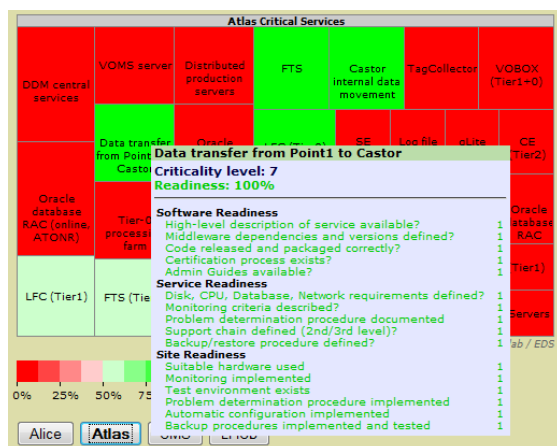 Atlas Critical Services
DDM central services
VOMS server
Distributed production servers
FTS
Castor internal data movement
TagCollector
VOBOX (Tier1+0)
Data transfer from Point
Castor
Oracle
SE
Log file
gLite
CE
(Tier2)
Data transfer from Point1 to Castor
Criticality level: 7
Readiness: 100%
Software Readiness
High-level description of service available? 1
Middleware dependencies and versions defined? 1
Code released and packaged correctly? 1
Certification process exists? 1
Admin Guides available? 1
Service Readiness
Disk, CPU, Database, Network requirements defined? 1
Monitoring criteria described? 1
Problem determination procedure documented 1
Support chain defined (2nd/3rd level)? 1
Backup/restore procedure defined? 1
Site Readiness
Suitable hardware used 1
Monitoring implemented 1
Test environment exists 1
Problem determination procedure implemented 1
Automatic configuration implemented 1
Backup procedures implemented and tested 1
Oracle database RAC (online, ATONR)
Tier-0
process
farm
Oracle
database
RAC
Tier1)
LFC (Tier1)
FTS (Tie
Servers
lab / EDS
0% 25% 50% 75
Alice
Atlas